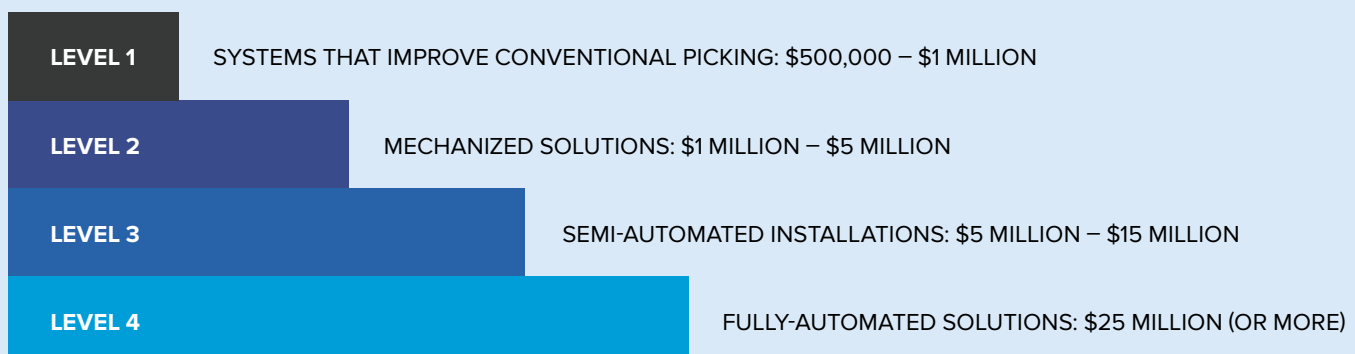 LEVEL 1 SYSTEMS THAT IMPROVE CONVENTIONAL PICKING: $500,000 – $1 MILLION
LEVEL 2 MECHANIZED SOLUTIONS: $1 MILLION – $5 MILLION
LEVEL 3 SEMI-AUTOMATED INSTALLATIONS: $5 MILLION – $15 MILLION
LEVEL 4 FULLY-AUTOMATED SOLUTIONS: $25 MILLION (OR MORE)